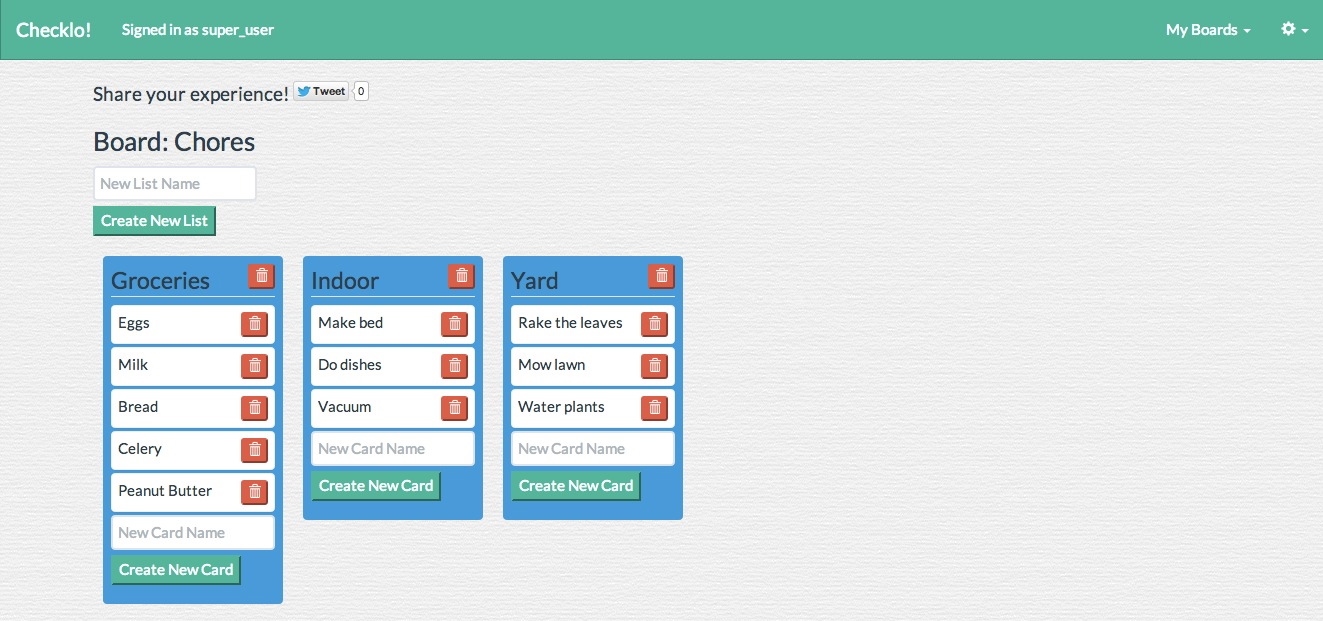 Checklo!
Signed in as super_user
My Boards
Share your experience!
Tweet
0
Board: Chores
New List Name
Create New List
Groceries
Eggs
Milk
Bread
Celery
Peanut Butter
New Card Name
Create New Card
Indoor
Make bed
Do dishes
Vacuum
New Card Name
Create New Card
Yard
Rake the leaves
Mow lawn
Water plants
New Card Name
Create New Card